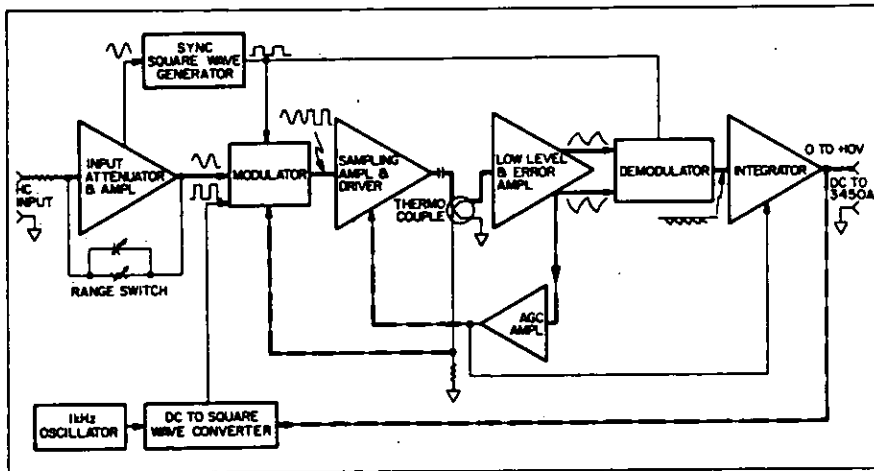 SYNC
SQUARE WAVE
GENERATOR
INPUT
ATTENUATOR
& AMPL
INPUT
RANGE SWITCH
MODULATOR
SAMPLING
AMPL &
DRIVER
THERMO
COUPLE
LOW LEVEL
& ERROR
AMPL
DEMODULATOR
INTEGRATOR
0 TO +10V
DC TO
3450A
AGC
AMPL
1kHz
OSCILLATOR
DC TO SQUARE
WAVE CONVERTER